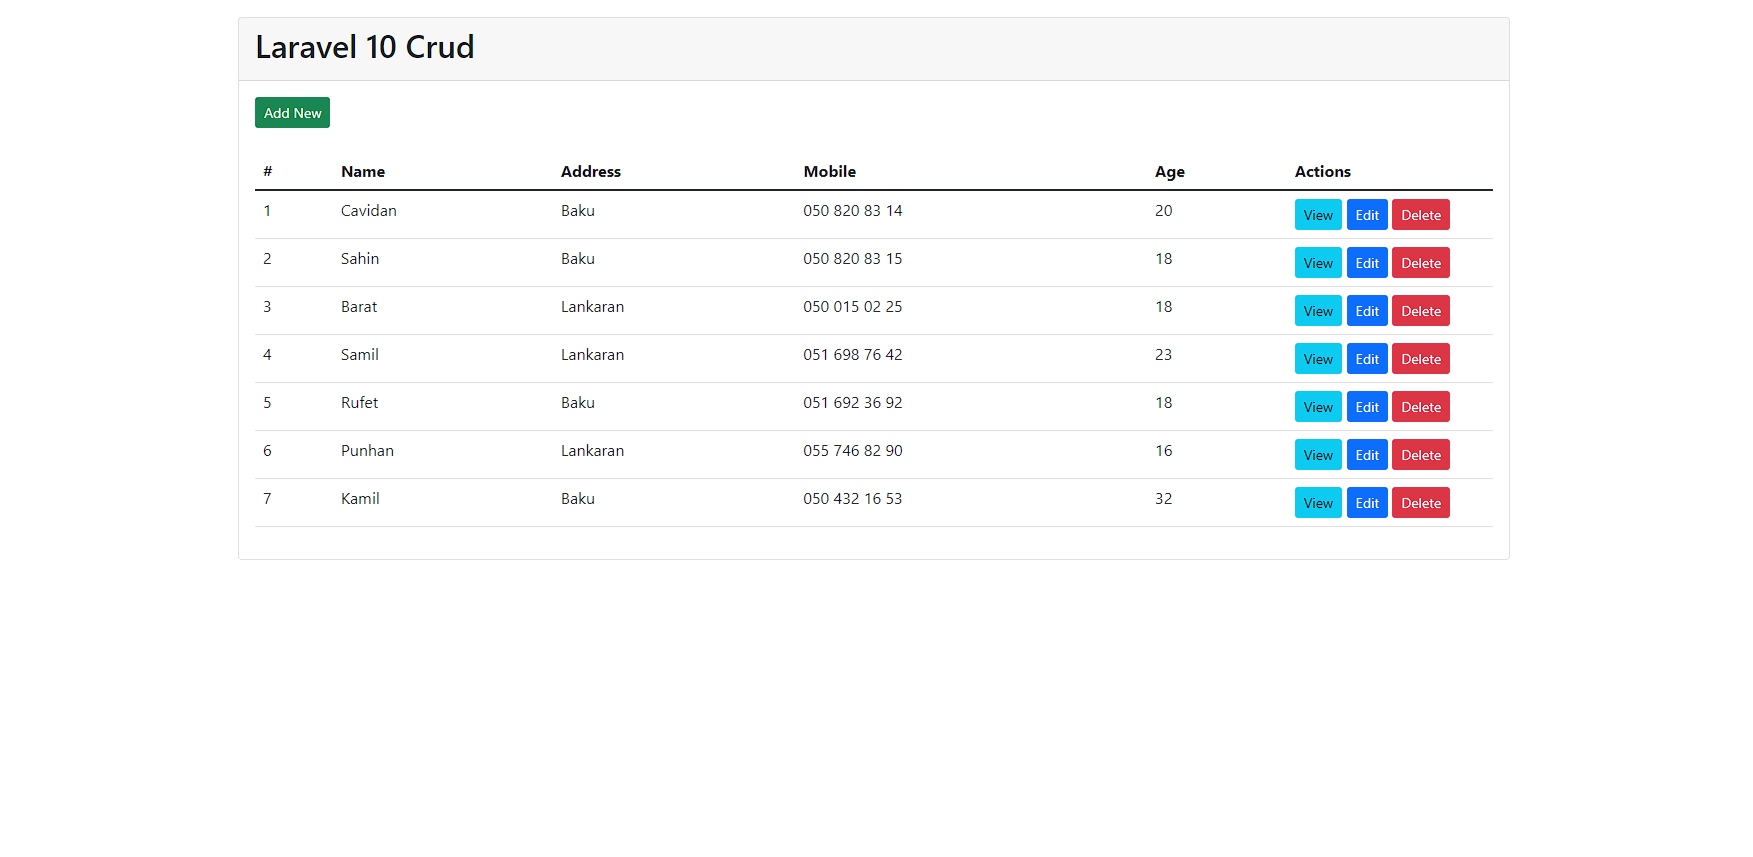 Laravel 10 Crud
Add New
# Name Address Mobile Age Actions
1 Cavidan Baku 050 820 83 14 20 View Edit Delete
2 Sahin Baku 050 820 83 15 18 View Edit Delete
3 Barat Lankaran 050 015 02 25 18 View Edit Delete
4 Samil Lankaran 051 698 76 42 23 View Edit Delete
5 Rufet Baku 051 692 36 92 18 View Edit Delete
6 Punhan Lankaran 055 746 82 90 16 View Edit Delete
7 Kamil Baku 050 432 16 53 32 View Edit Delete